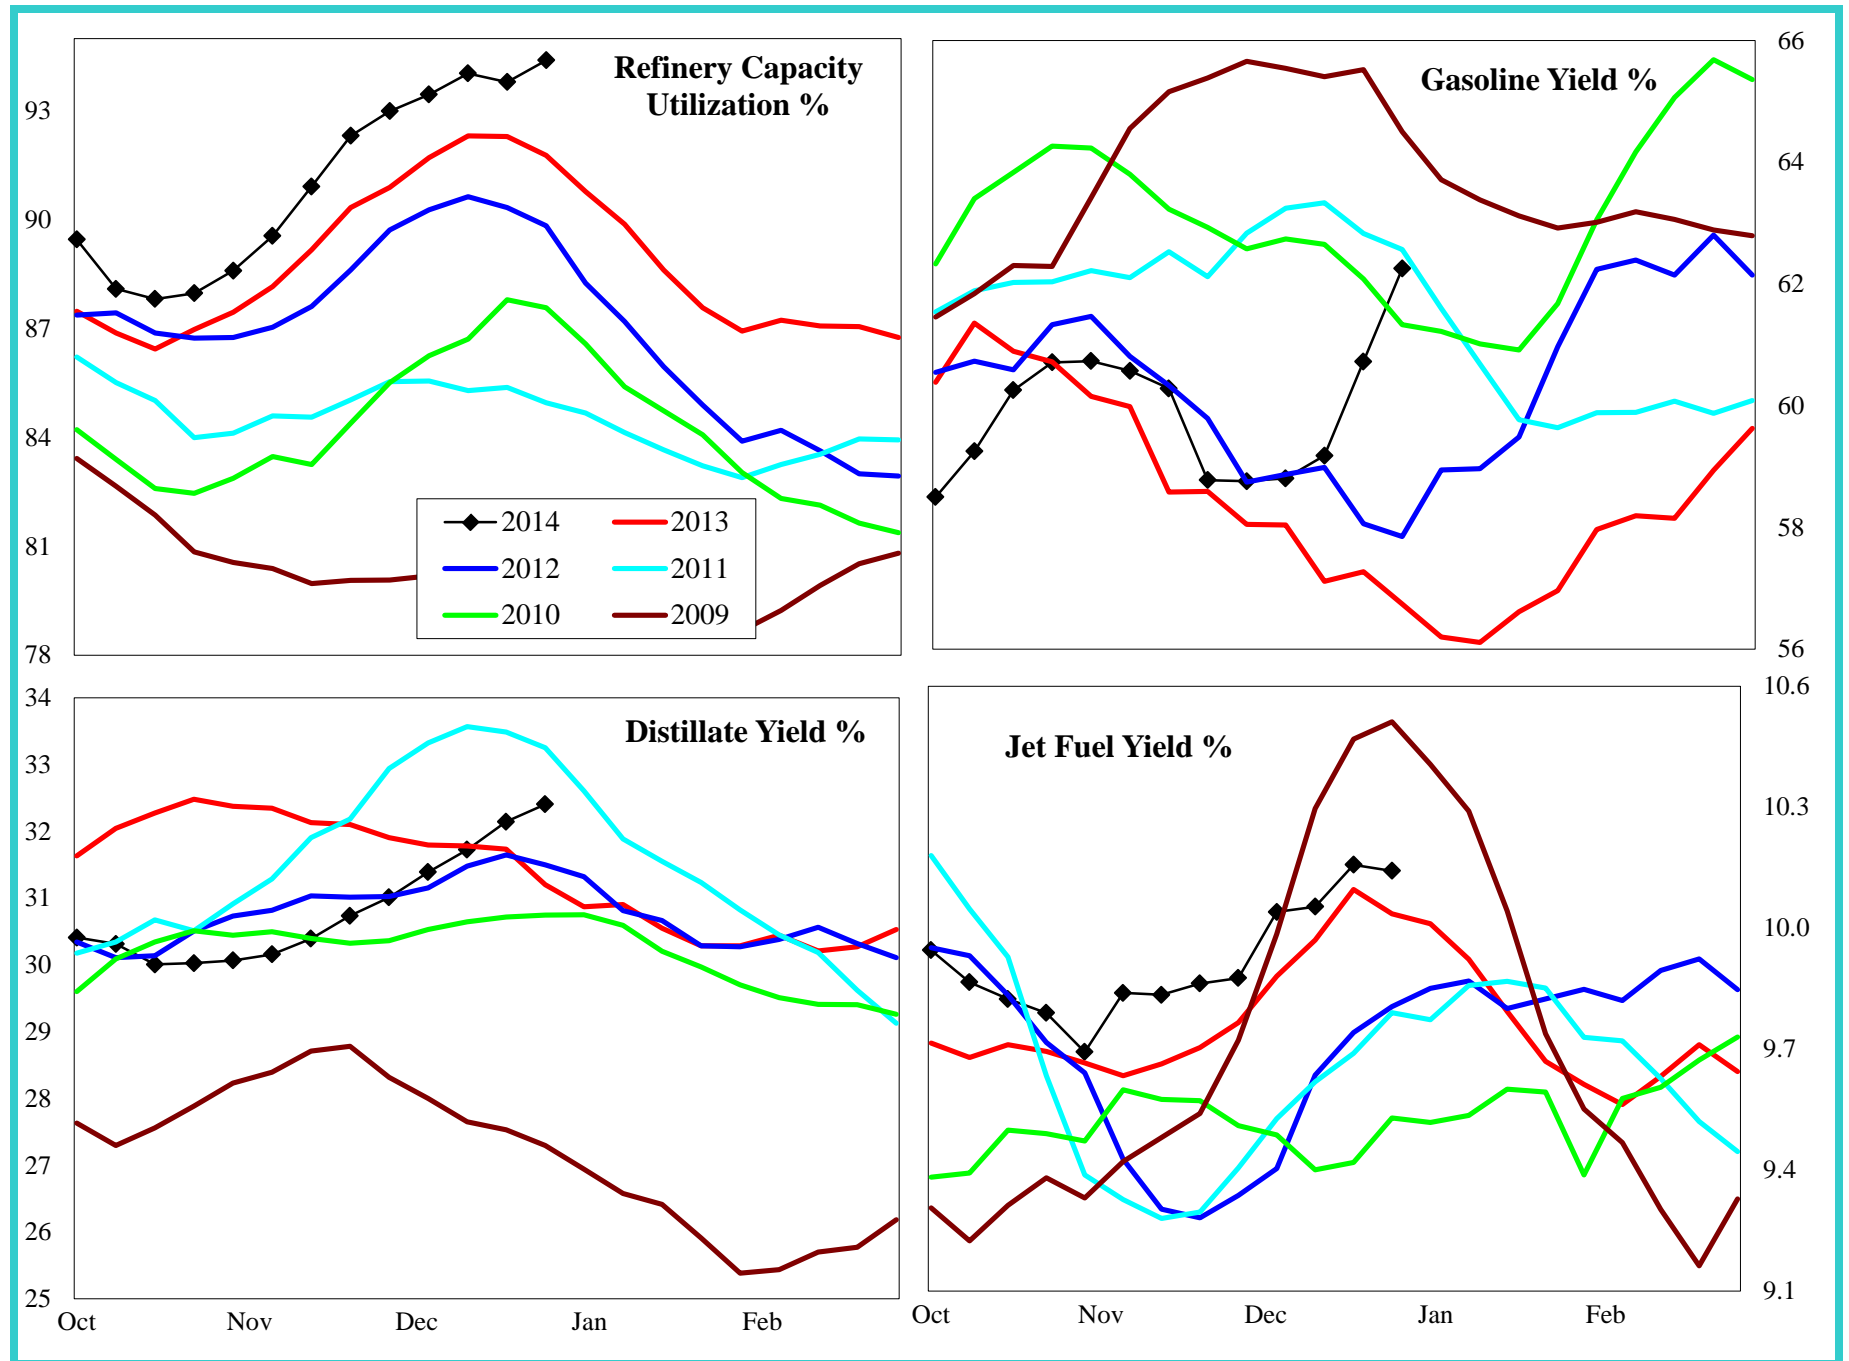 Refinery Capacity
Utilization %
93
90
87
84
81
78
2014
2013
2012
2011
2010
2009
Gasoline Yield %
66
64
62
60
58
56
Distillate Yield %
34
33
32
31
30
29
28
27
26
25
Oct
Nov
Dec
Jan
Feb
Jet Fuel Yield %
10.6
10.3
10.0
9.7
9.4
9.1
Oct
Nov
Dec
Jan
Feb